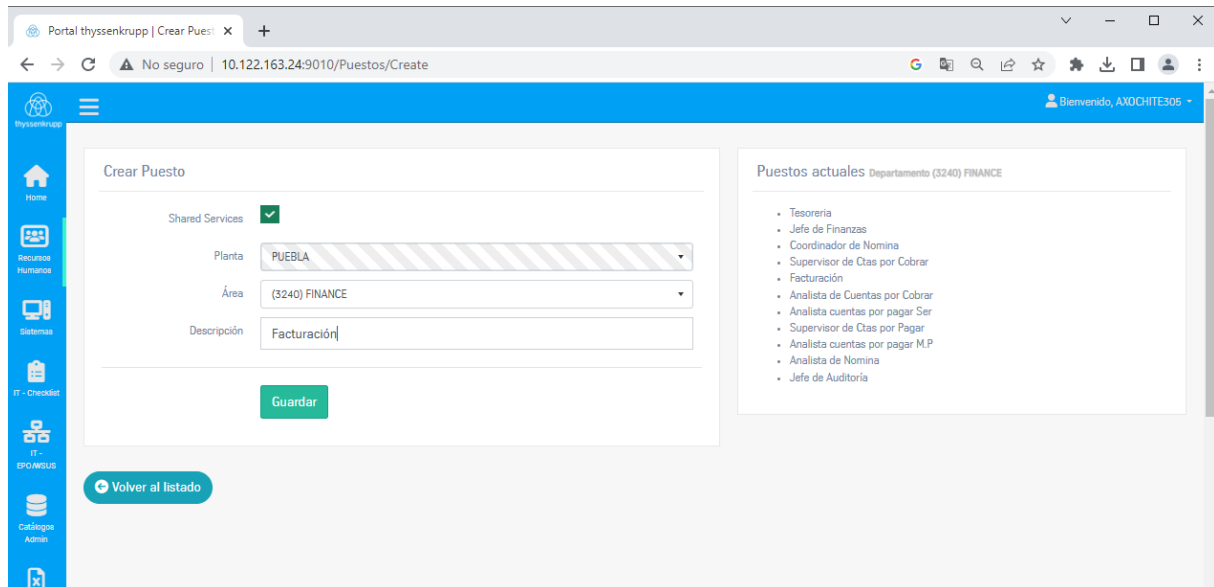 Portal thyssenkrupp | Crear Puest
No seguro | 10.122.163.24:9010/Puestos/Create
thyssenkrupp
Bienvenido, AXOCHITE305
Home
Recursos
Humanos
Sistemas
IT - Checklist
IT -
EPO/WSUS
Catálogos
Admin
Crear Puesto
Shared Services
Planta
PUEBLA
Área
(3240) FINANCE
Descripción
Facturación
Guardar
Volver al listado
Puestos actuales Departamento (3240) FINANCE
Tesoreria
Jefe de Finanzas
Coordinador de Nomina
Supervisor de Ctas por Cobrar
Facturación
Analista de Cuentas por Cobrar
Analista cuentas por pagar Ser
Supervisor de Ctas por Pagar
Analista cuentas por pagar M.P
Analista de Nomina
Jefe de Auditoría